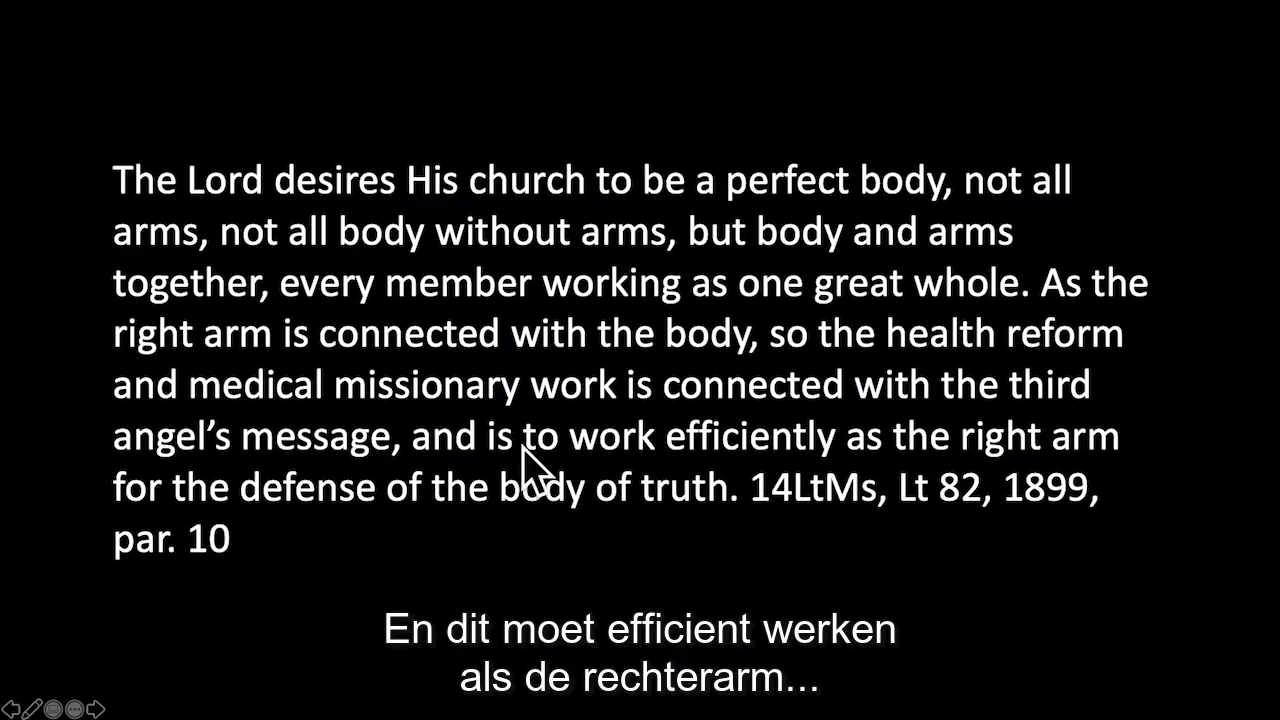 The Lord desires His church to be a perfect body, not all
arms, not all body without arms, but body and arms
together, every member working as one great whole. As the
right arm is connected with the body, so the health reform
and medical missionary work is connected with the third
angel’s message, and is to work efficiently as the right arm
for the defense of the body of truth. 14LtMs, Lt 82, 1899,
par. 10
En dit moet efficient werken
als de rechterarm...